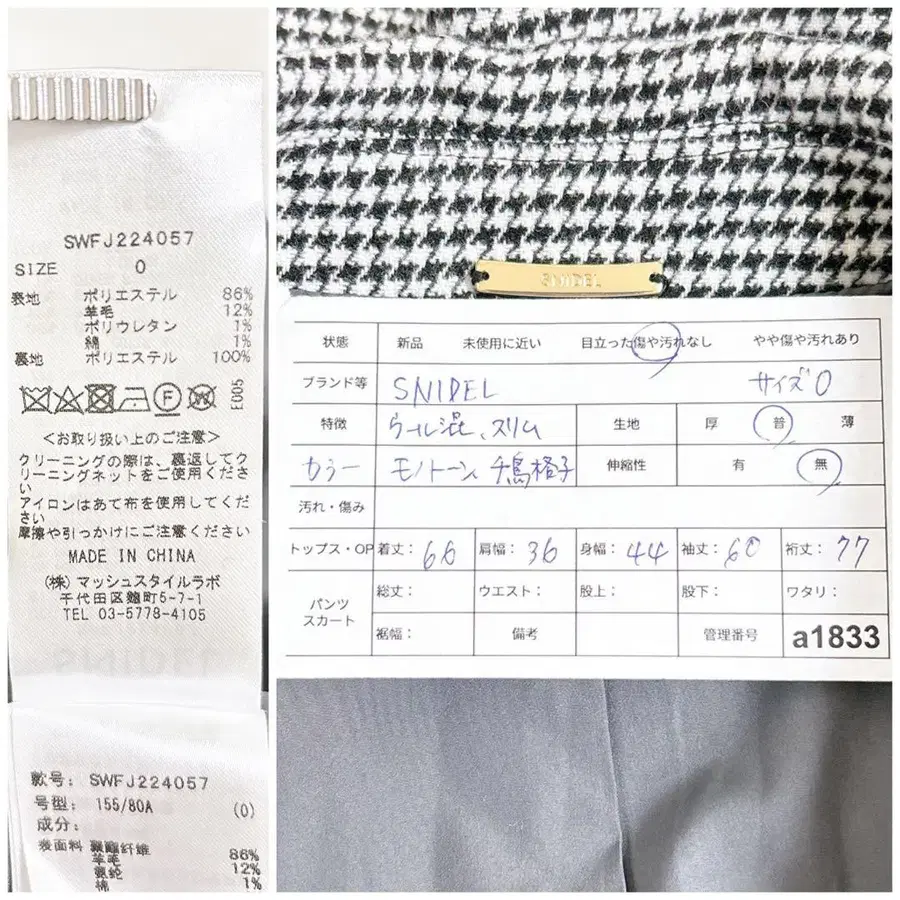 SWFJ224057
SIZE 0
表地 ポリエステル 86%
羊毛 12%
ポリウレタン 1%
綿 1%
裏地 ポリエステル 100%
E005
<お取り扱い上のご注意>
クリーニングの際は、裏返してク
リーニングネットをご使用くださ
い
アイロンはあて布を使用してくだ
さい
摩擦や引っかけにご注意ください
MADE IN CHINA
(株)マッシュスタイルラボ
千代田区麹町5-7-1
TEL 03-5778-4105
SNIDEL
款号: SWFJ224057
号型: 155/80A (0)
成分:
表面料 聚酯纤维 86%
羊毛 12%
氨纶 1%
棉 1%
SNIDEL
状態 新品 未使用に近い 目立った傷や汚れなし やや傷や汚れあり
ブランド等 SNIDEL サイズ0
特徴 ウール混、スリム 生地 厚 普 薄
カラー モノトーン 千鳥格子 伸縮性 有 無
汚れ・傷み
トップス・OP 着丈: 66 肩幅: 36 身幅: 44 袖丈: 60 裄丈: 77
パンツ スカート 総丈: ウエスト: 股上: 股下: ワタリ:
裾幅: 備考 管理番号 a1833